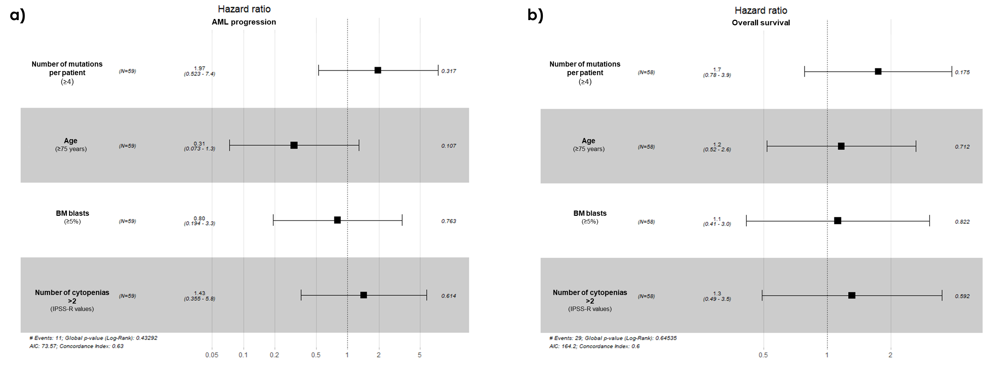 a)
Hazard ratio
AML progression
Number of mutations
per patient
(≥4)
(N=59)
1.97
(0.523 - 7.4)
0.317
Age
(≥75 years)
(N=59)
0.31
(0.073 - 1.3)
0.107
BM blasts
(≥5%)
(N=59)
0.80
(0.194 - 3.3)
0.763
Number of cytopenias
>2
(IPSS-R values)
(N=59)
1.43
(0.355 - 5.8)
0.614
# Events: 11; Global p-value (Log-Rank): 0.43292
AIC: 73.57; Concordance Index: 0.63
0.05 0.1 0.2 0.5 1 2 5
b)
Hazard ratio
Overall survival
Number of mutations
per patient
(≥4)
(N=58)
1.7
(0.78 - 3.9)
0.175
Age
(≥75 years)
(N=58)
1.2
(0.52 - 2.6)
0.712
BM blasts
(≥5%)
(N=58)
1.1
(0.41 - 3.0)
0.822
Number of cytopenias
>2
(IPSS-R values)
(N=58)
1.3
(0.49 - 3.5)
0.592
# Events: 29; Global p-value (Log-Rank): 0.64535
AIC: 164.2; Concordance Index: 0.6
0.5 1 2